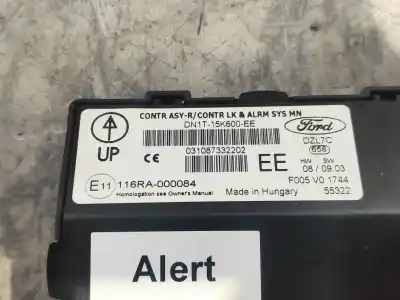 CONTR ASY-R/CONTR LK & ALRM SYS MN
DN1T-15K600-EE
Ford
UP
DZL7C
658
031087332202
CE
EE
HW SW
08 / 09.03
E11 116RA-000084
F005 V0 1744
Homologation see Owner's Manual
Made in Hungary
55322
Alert